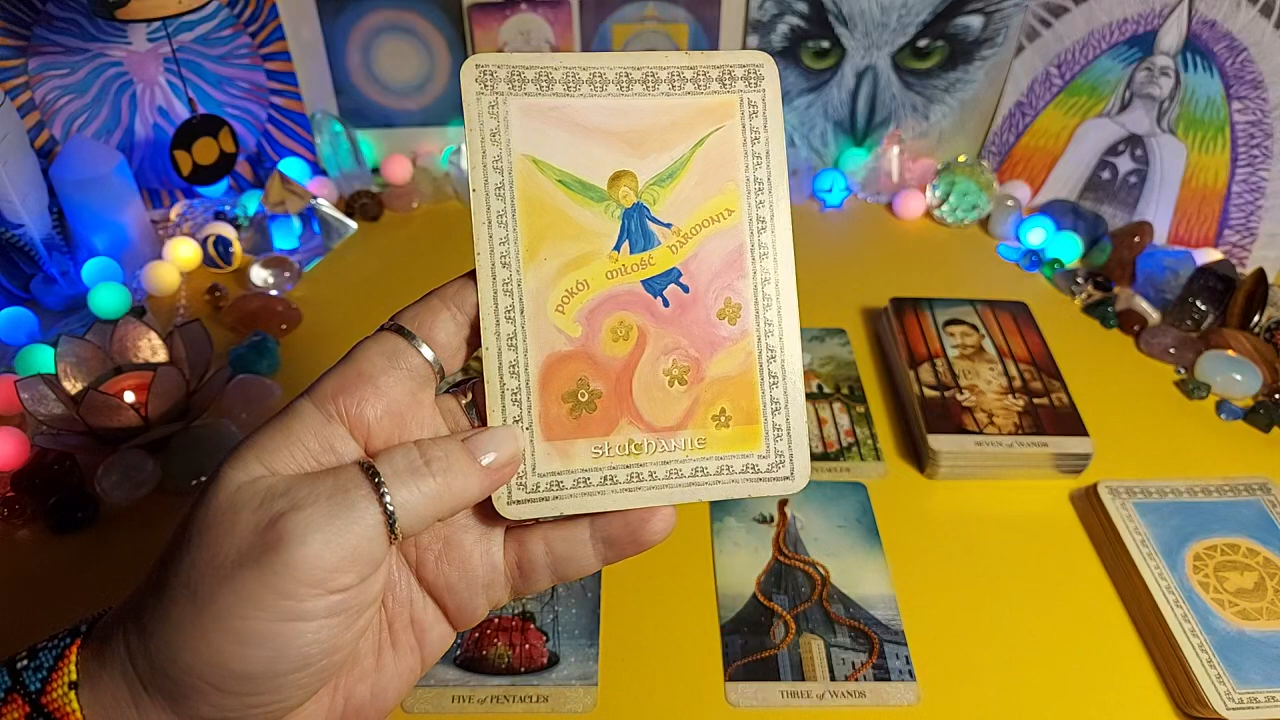 pokój miłość harmonia
słuchanie
SEVEN of WANDS
FIVE of PENTACLES
THREE of WANDS